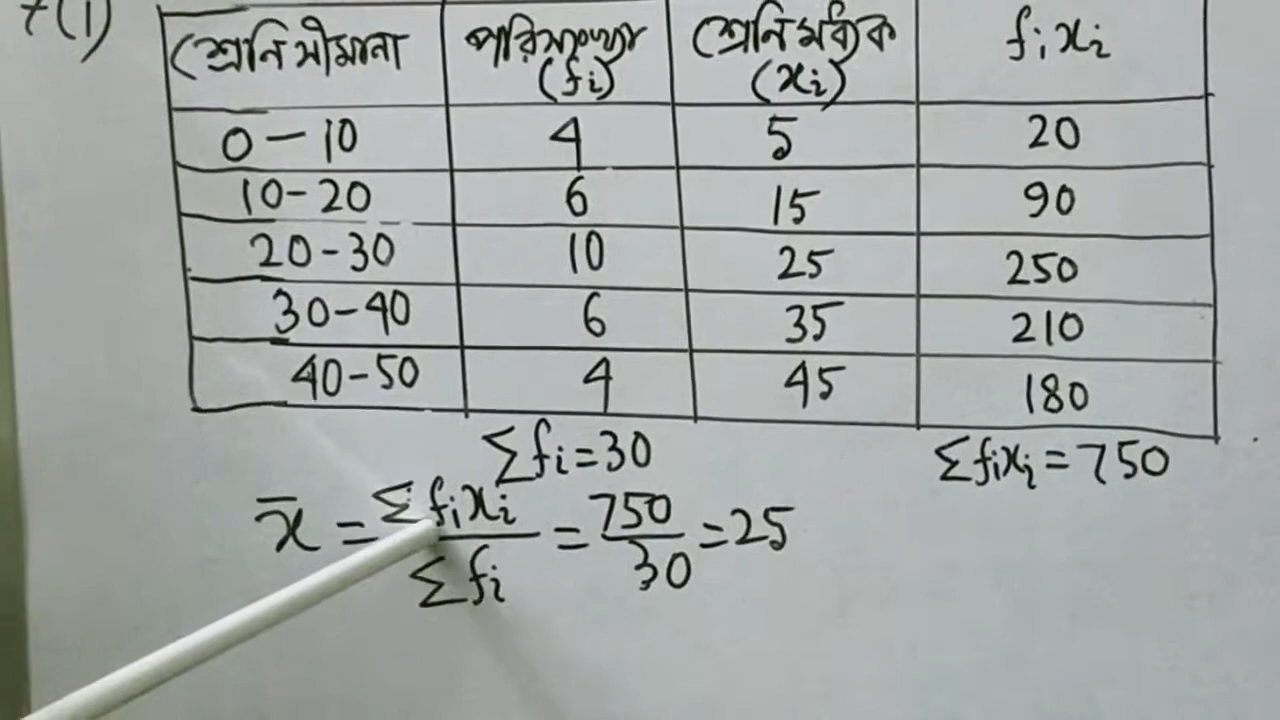 7(i)
শ্রেনি সীমানা পরিসংখ্যা (fᵢ) শ্রেনি মধ্যক (xᵢ) fᵢxᵢ
0-10 4 5 20
10-20 6 15 90
20-30 10 25 250
30-40 6 35 210
40-50 4 45 180
Σfᵢ=30 Σfᵢxᵢ=750
x̄ = Σfᵢxᵢ/Σfᵢ = 750/30 = 25